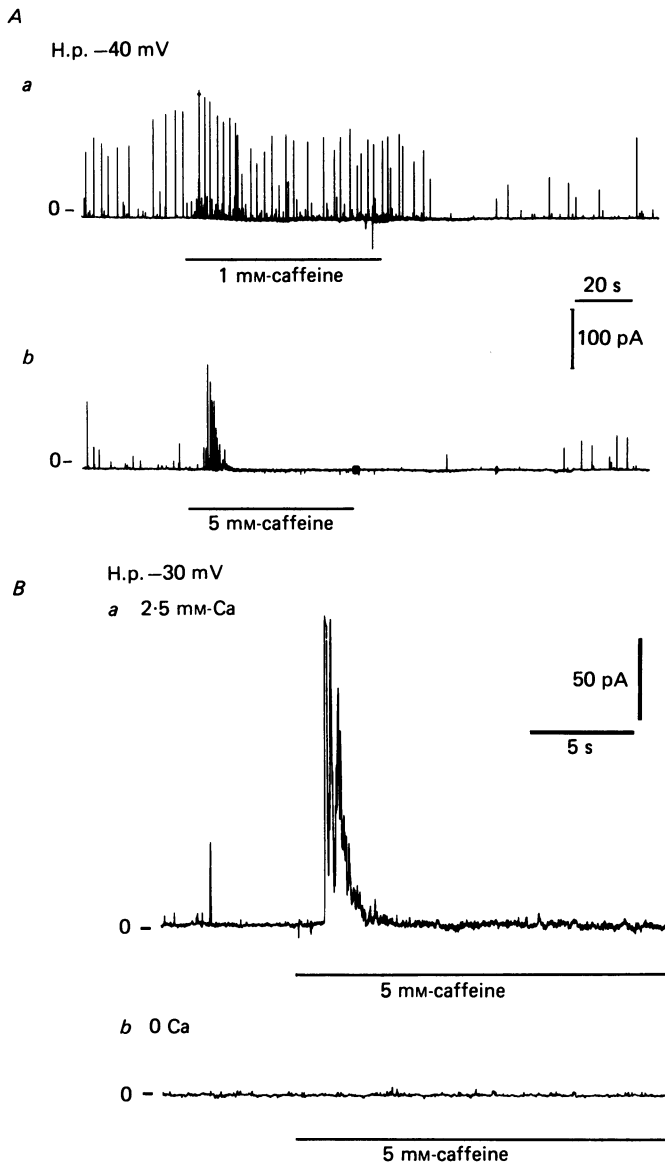 A
H.p. –40 mV
a
0
1 mM-caffeine
20 s
100 pA
b
0
5 mM-caffeine
H.p. –30 mV
B
a 2·5 mM-Ca
50 pA
5 s
0
5 mM-caffeine
b 0 Ca
0
5 mM-caffeine